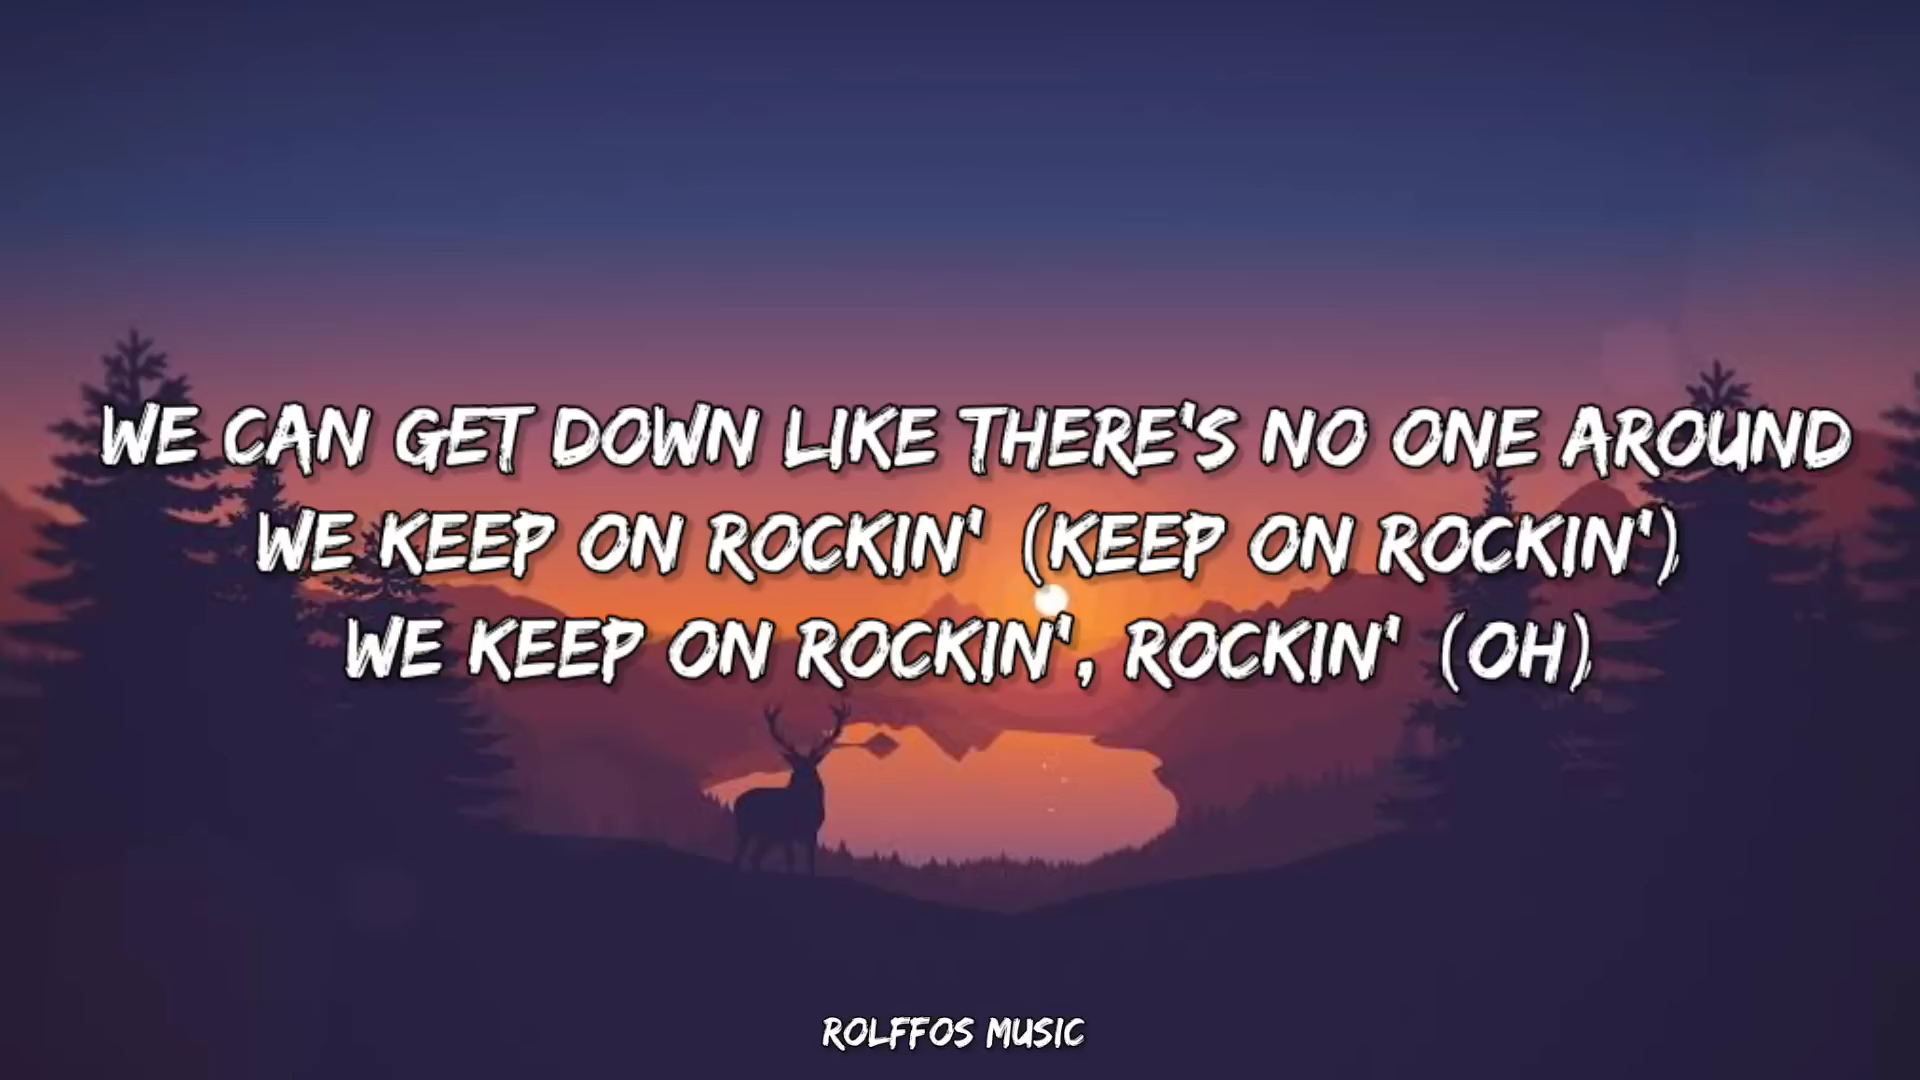 WE CAN GET DOWN LIKE THERE'S NO ONE AROUND
WE KEEP ON ROCKIN' (KEEP ON ROCKIN')
WE KEEP ON ROCKIN', ROCKIN' (OH)
ROLFFOS MUSIC